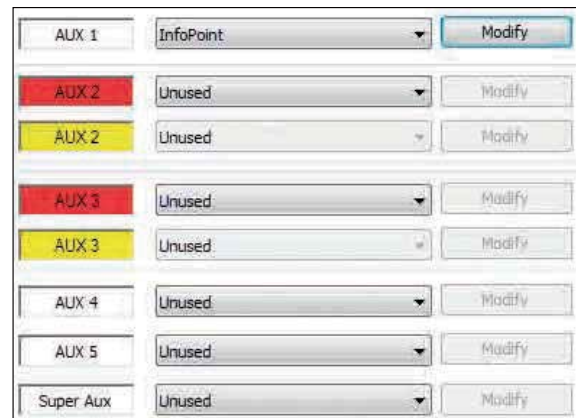 AUX 1 InfoPoint Modify
AUX 2 Unused Modify
AUX 2 Unused Modify
AUX 3 Unused Modify
AUX 3 Unused Modify
AUX 4 Unused Modify
AUX 5 Unused Modify
Super Aux Unused Modify